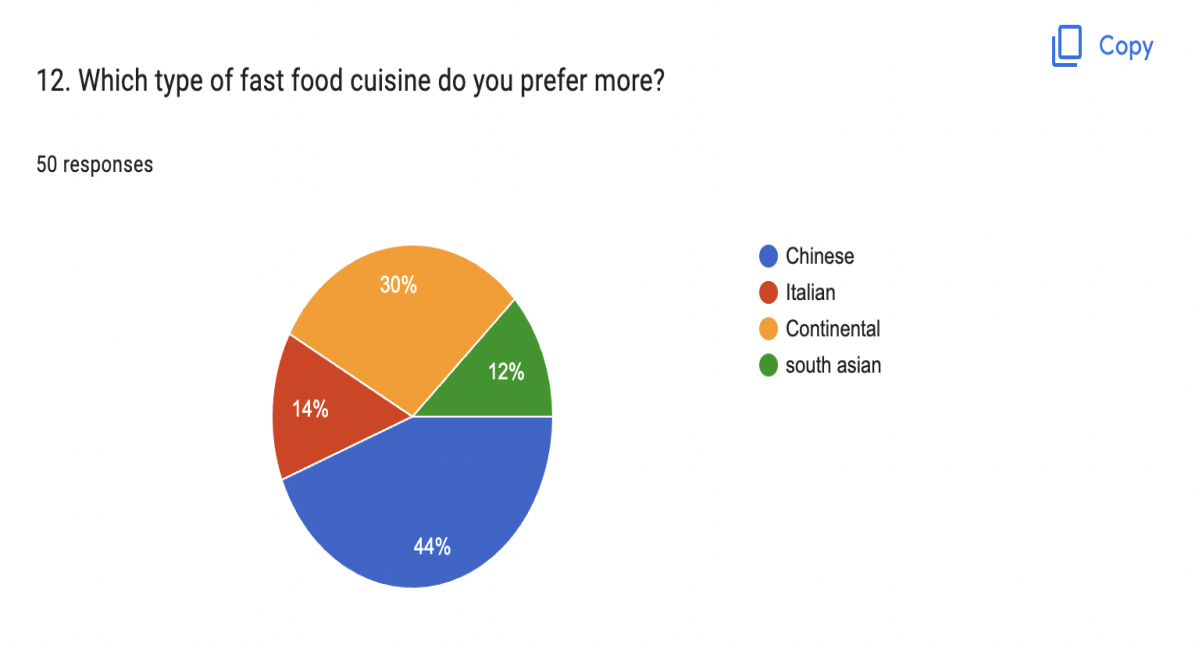 Copy
12. Which type of fast food cuisine do you prefer more?
50 responses
Chinese
Italian
Continental
south asian
30%
12%
14%
44%